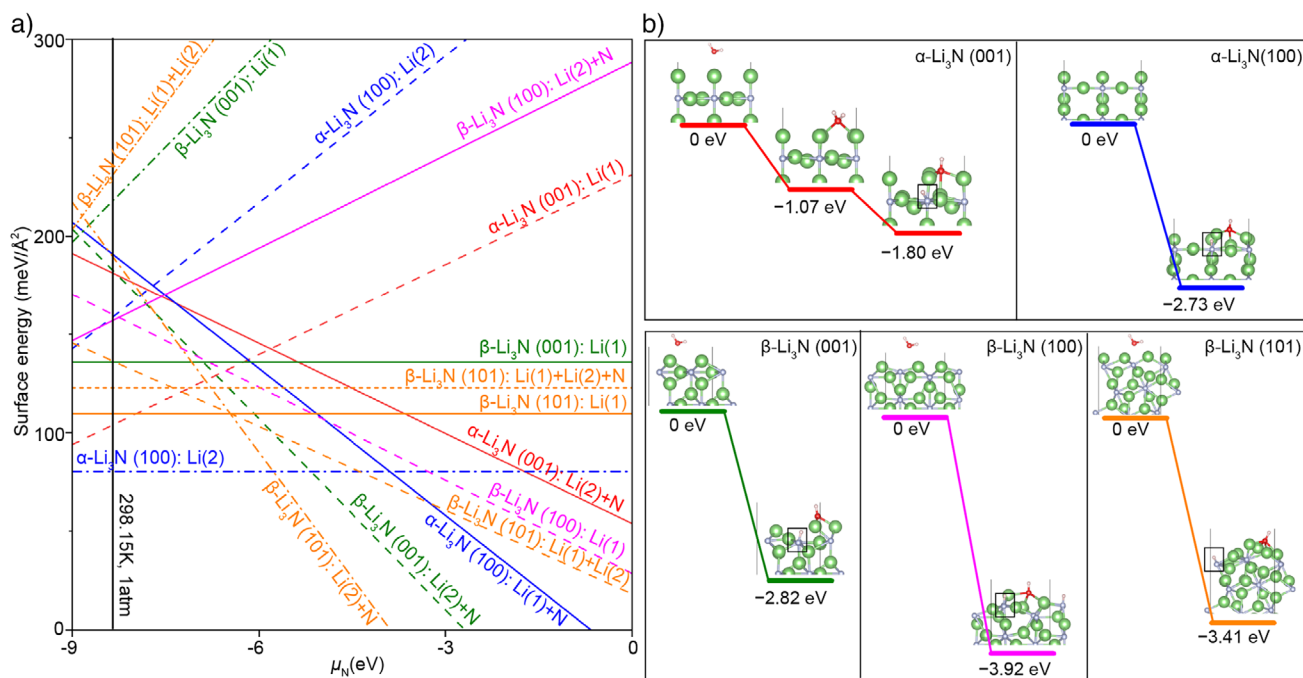 a)
300
200
100
0
Surface energy (meV/Å²)
-9
-6
-3
0
μN(eV)
298.15K, 1atm
β-Li₃N (101): Li(1)+Li(2)
β-Li₃N (001): Li(1)
α-Li₃N (100): Li(2)
β-Li₃N (100): Li(2)+N
α-Li₃N (001): Li(1)
β-Li₃N (001): Li(1)
β-Li₃N (101): Li(1)+Li(2)+N
β-Li₃N (101): Li(1)
α-Li₃N (100): Li(2)
α-Li₃N (001): Li(2)+N
β-Li₃N (100): Li(1)
β-Li₃N (101): Li(1)+Li(2)
α-Li₃N (100): Li(1)+N
β-Li₃N (001): Li(2)+N
β-Li₃N (101): Li(2)+N
b)
α-Li₃N (001)
0 eV
−1.07 eV
−1.80 eV
α-Li₃N(100)
0 eV
−2.73 eV
β-Li₃N (001)
0 eV
−2.82 eV
β-Li₃N (100)
0 eV
−3.92 eV
β-Li₃N (101)
0 eV
−3.41 eV